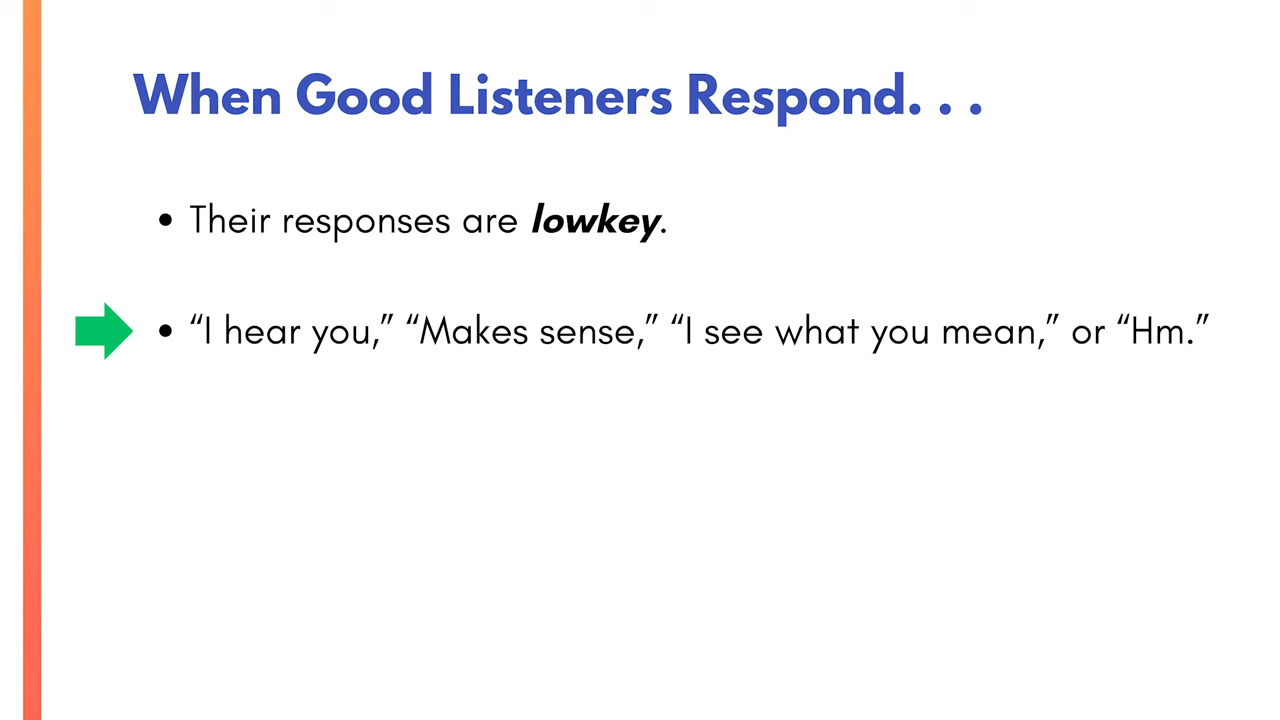 When Good Listeners Respond. . .
• Their responses are lowkey.
• “I hear you,” “Makes sense,” “I see what you mean,” or “Hm.”